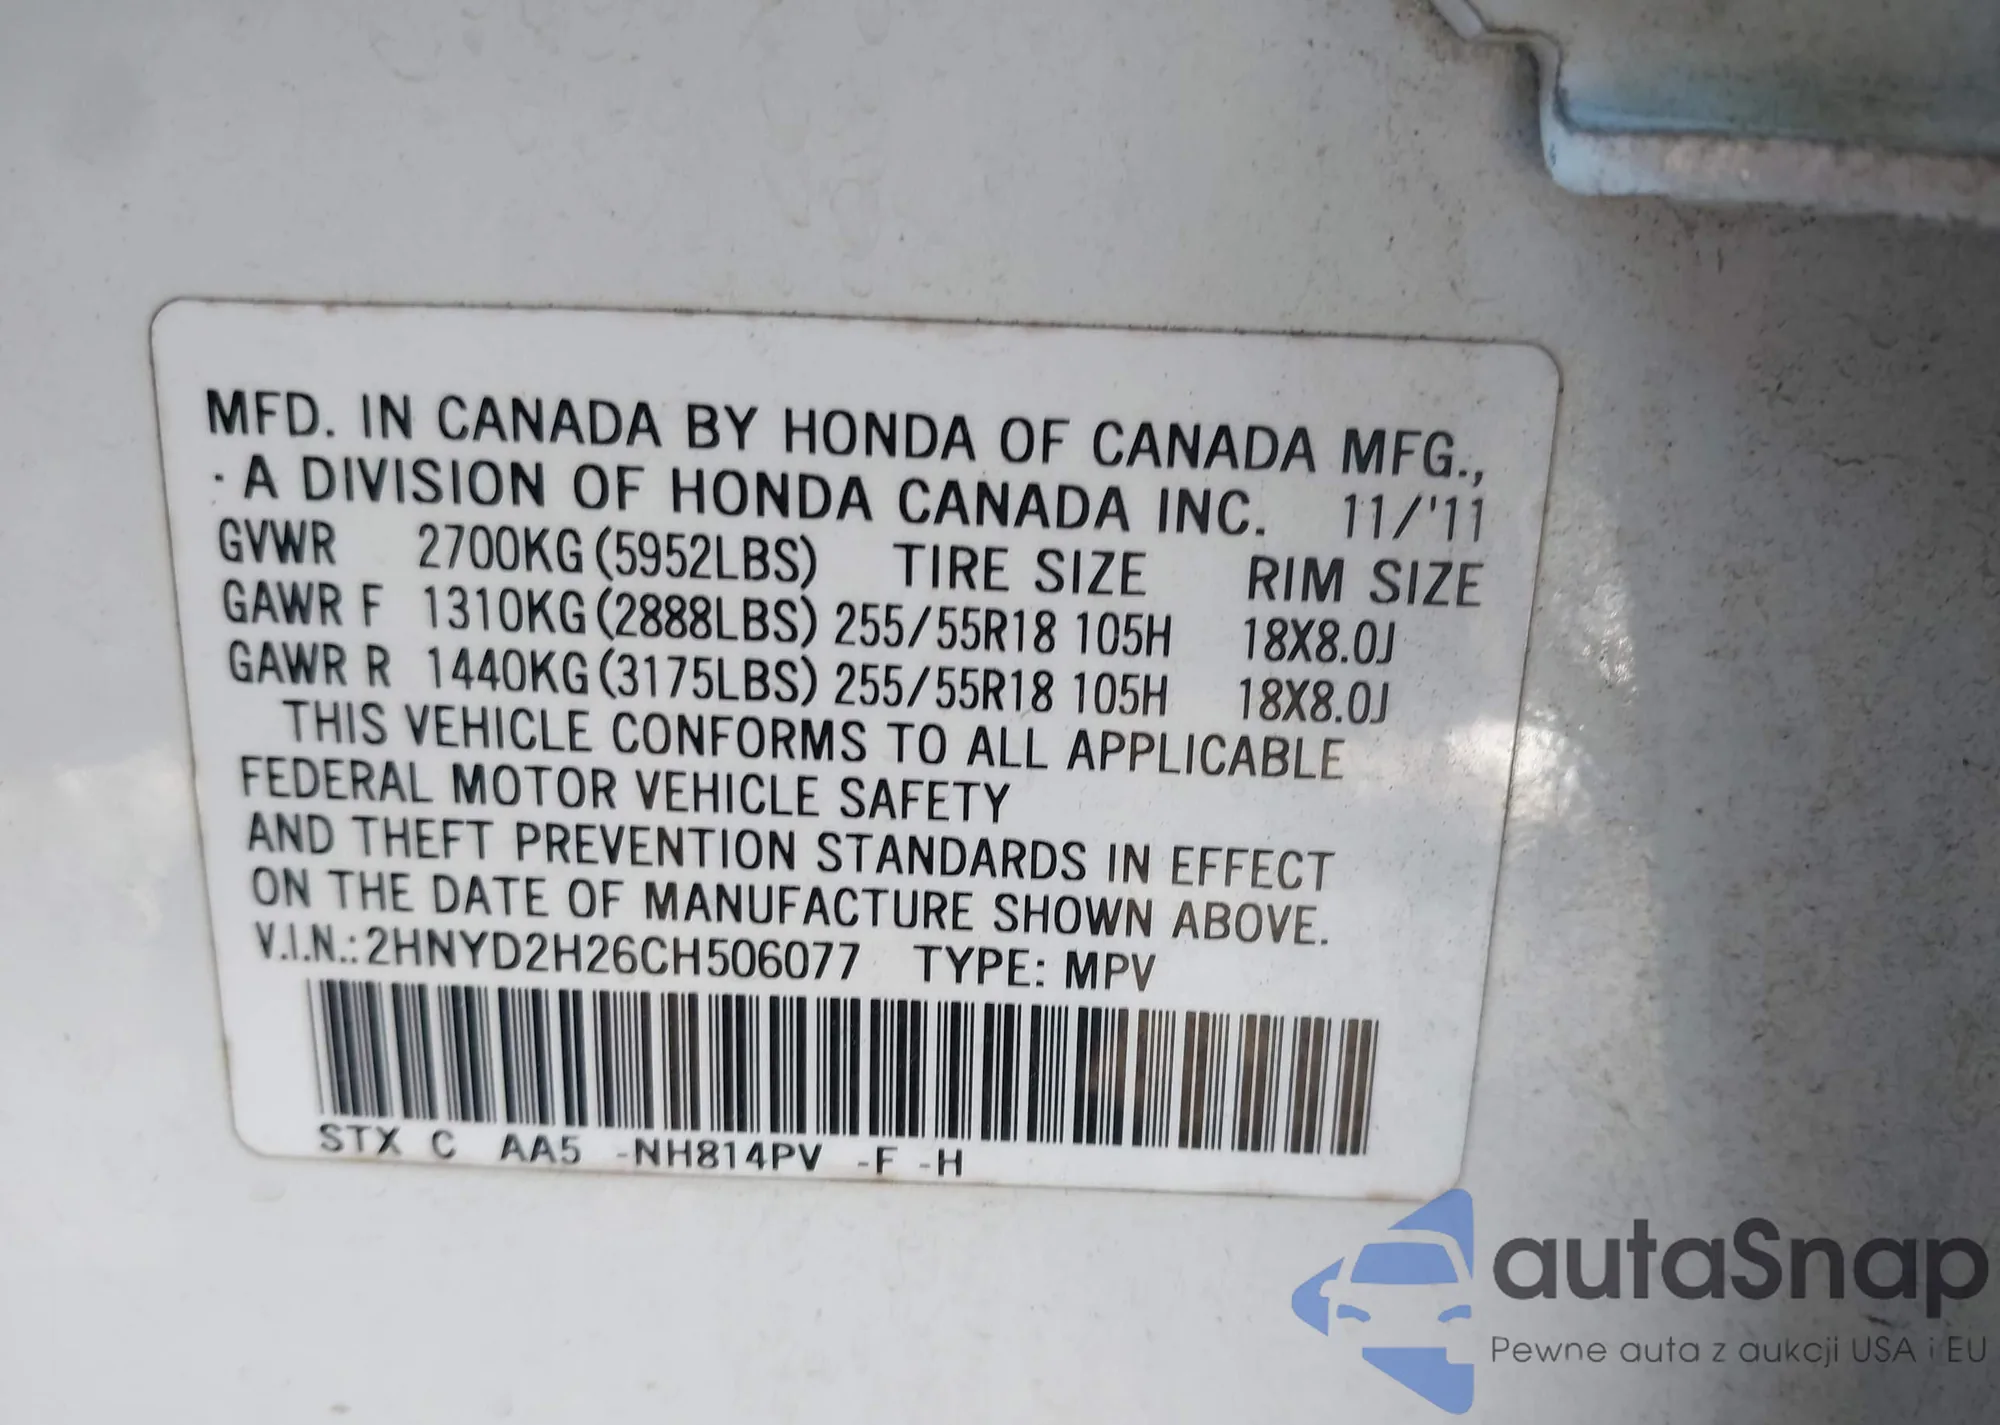 MFD. IN CANADA BY HONDA OF CANADA MFG.,
· A DIVISION OF HONDA CANADA INC. 11/'11
GVWR 2700KG (5952LBS) TIRE SIZE RIM SIZE
GAWR F 1310KG (2888LBS) 255/55R18 105H 18X8.0J
GAWR R 1440KG (3175LBS) 255/55R18 105H 18X8.0J
THIS VEHICLE CONFORMS TO ALL APPLICABLE
FEDERAL MOTOR VEHICLE SAFETY
AND THEFT PREVENTION STANDARDS IN EFFECT
ON THE DATE OF MANUFACTURE SHOWN ABOVE.
V.I.N.: 2HNYD2H26CH506077 TYPE: MPV
STX C AA5 -NH814PV -F -H
autaSnap
Pewne auta z aukcji USA i EU